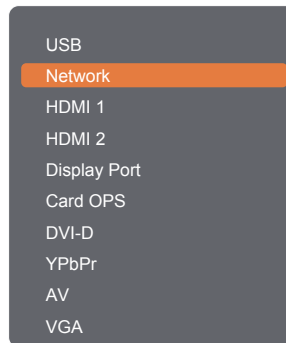 USB
Network
HDMI 1
HDMI 2
Display Port
Card OPS
DVI-D
YPbPr
AV
VGA